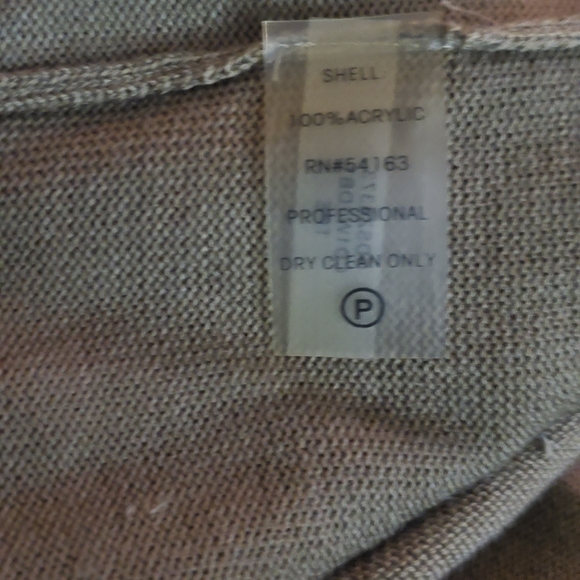 SHELL
100%ACRYLIC
RN#54163
PROFESSIONAL
DRY CLEAN ONLY
P